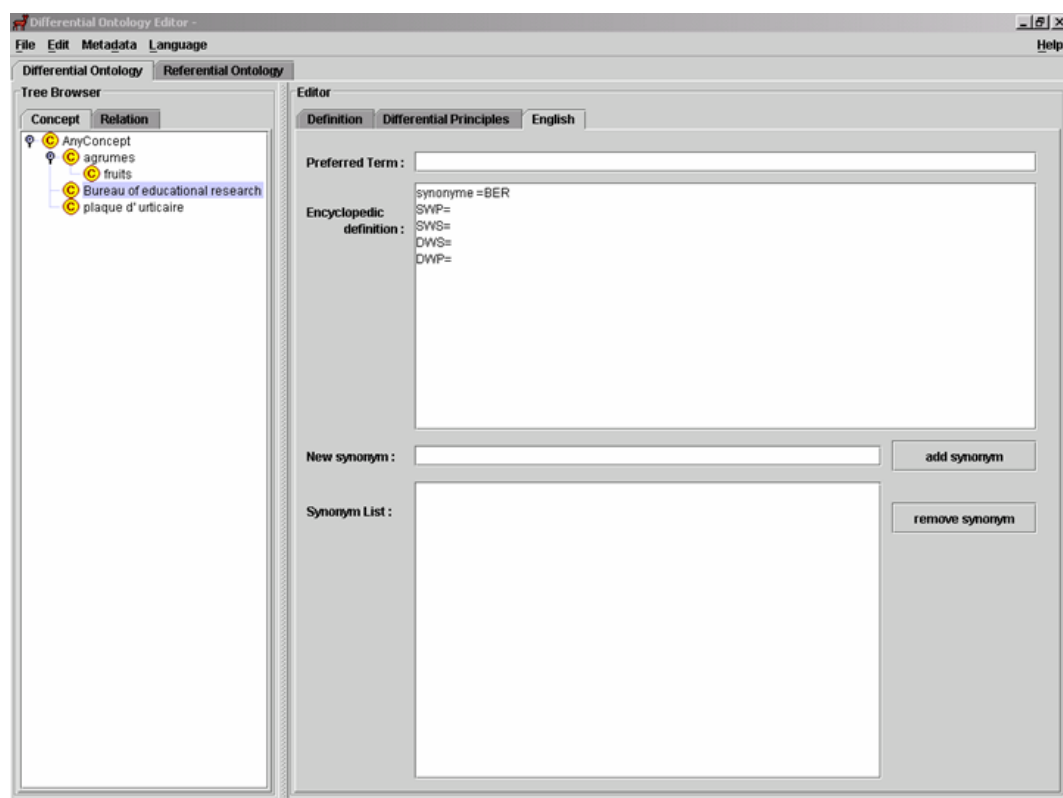 Differential Ontology Editor -
File Edit Metadata Language Help
Differential Ontology Referential Ontology
Tree Browser
Concept Relation
AnyConcept
agrumes
fruits
Bureau of educational research
plaque d' urticaire
Editor
Definition Differential Principles English
Preferred Term :
Encyclopedic
definition :
synonyme =BER
SWP=
SWS=
DWS=
DWP=
New synonym :
add synonym
Synonym List :
remove synonym